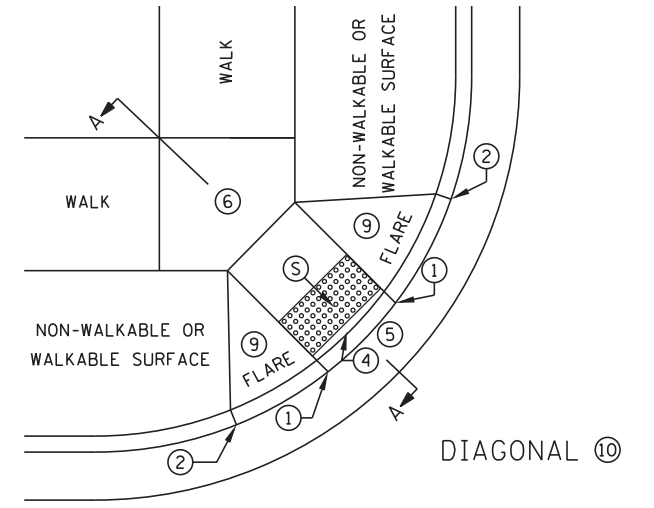 WALK
NON-WALKABLE OR
WALKABLE SURFACE
A
2
WALK
6
9
FLARE
S
1
NON-WALKABLE OR
WALKABLE SURFACE
9
FLARE
5
4
A
1
2
DIAGONAL 10